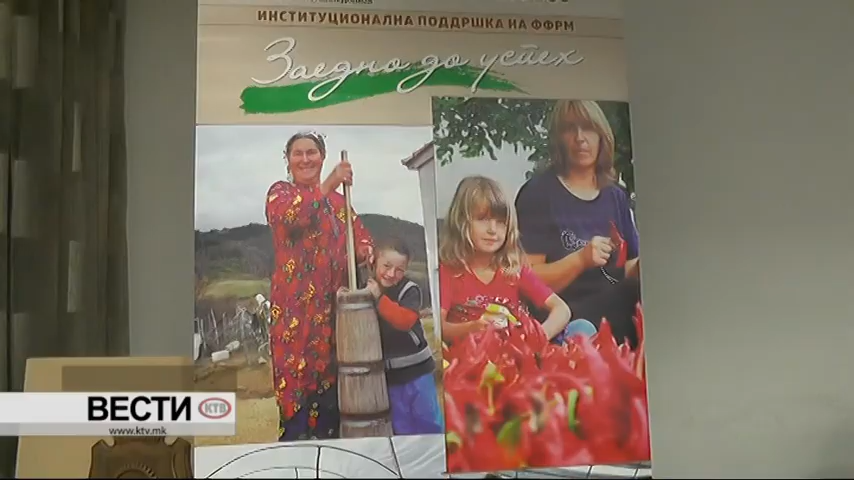 ИНСТИТУЦИОНАЛНА ПОДДРШКА НА ФФРМ
Заедно до успех
ВЕСТИ КТВ
www.ktv.mk